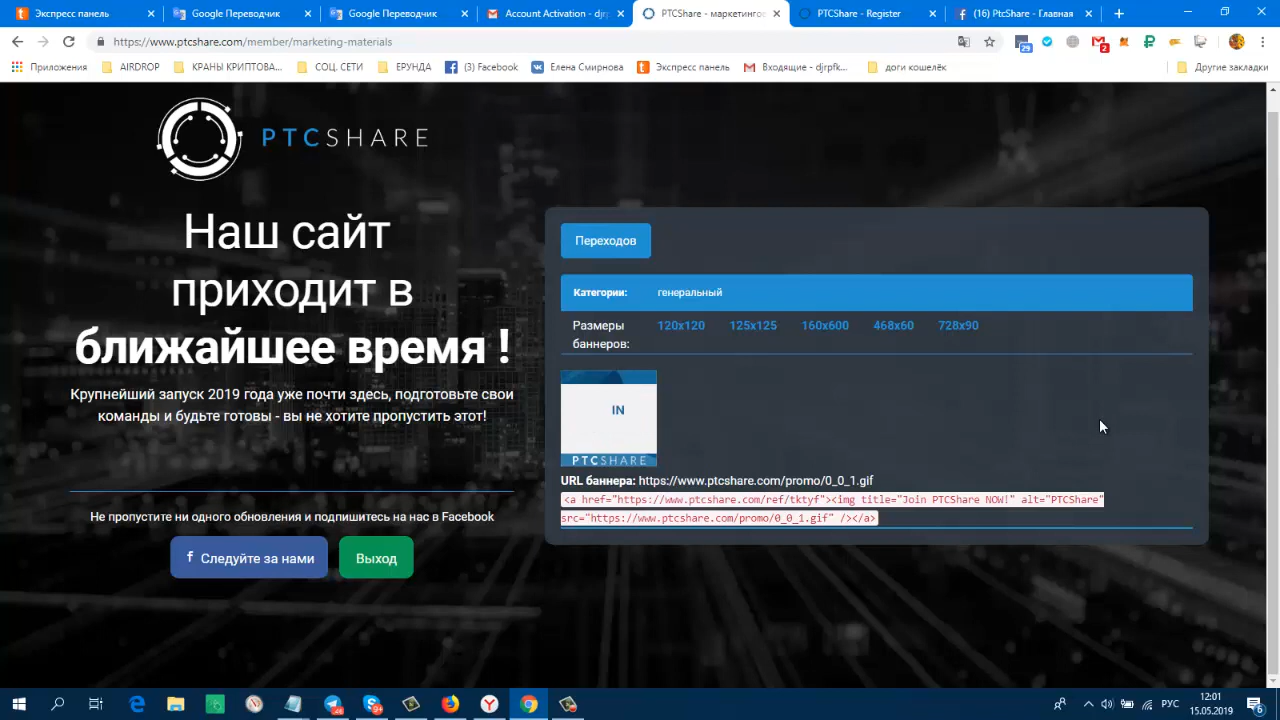 Экспресс панель
Google Переводчик
Google Переводчик
Account Activation - djrp
PTCShare - маркетингов
PTCShare - Register
(16) PtcShare - Главная
https://www.ptcshare.com/member/marketing-materials
29
2
Приложения
AIRDROP
КРАНЫ КРИПТОВА...
СОЦ. СЕТИ
ЕРУНДА
(3) Facebook
Елена Смирнова
Экспресс панель
Входящие - djrpfk...
доги кошелёк
Другие закладки
PTCSHARE
Наш сайт
приходит в
ближайшее время !
Крупнейший запуск 2019 года уже почти здесь, подготовьте свои
команды и будьте готовы - вы не хотите пропустить этот!
Не пропустите ни одного обновления и подпишитесь на нас в Facebook
Следуйте за нами
Выход
Переходов
Категории: генеральный
Размеры
баннеров:
120x120 125x125 160x600 468x60 728x90
IN
PTCSHARE
URL баннера: https://www.ptcshare.com/promo/0_0_1.gif
<a href="https://www.ptcshare.com/ref/tktyf"><img title="Join PTCShare NOW!" alt="PTCShare"
src="https://www.ptcshare.com/promo/0_0_1.gif" /></a>
РУС
12:01
15.05.2019
6